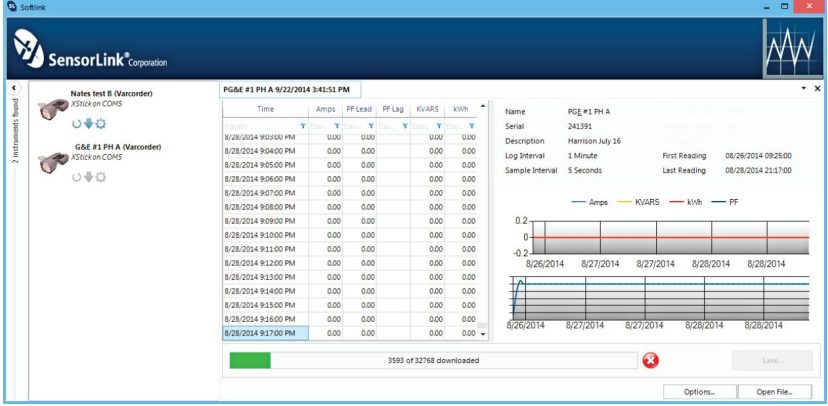 Softlink
SensorLink® Corporation
2 instruments found
Nates test B (Varcorder)
XStick on COM5
G&E #1 PH A (Varcorder)
XStick on COM5
PG&E #1 PH A 9/22/2014 3:41:51 PM
Time Amps PF Lead PF Lag KVARS kWh
8/28/2014 9:03:00 PM 0.00 0.00 0.00 0.00
8/28/2014 9:04:00 PM 0.00 0.00 0.00 0.00
8/28/2014 9:05:00 PM 0.00 0.00 0.00 0.00
8/28/2014 9:06:00 PM 0.00 0.00 0.00 0.00
8/28/2014 9:07:00 PM 0.00 0.00 0.00 0.00
8/28/2014 9:08:00 PM 0.00 0.00 0.00 0.00
8/28/2014 9:09:00 PM 0.00 0.00 0.00 0.00
8/28/2014 9:10:00 PM 0.00 0.00 0.00 0.00
8/28/2014 9:11:00 PM 0.00 0.00 0.00 0.00
8/28/2014 9:12:00 PM 0.00 0.00 0.00 0.00
8/28/2014 9:13:00 PM 0.00 0.00 0.00 0.00
8/28/2014 9:14:00 PM 0.00 0.00 0.00 0.00
8/28/2014 9:15:00 PM 0.00 0.00 0.00 0.00
8/28/2014 9:16:00 PM 0.00 0.00 0.00 0.00
8/28/2014 9:17:00 PM 0.00 0.00 0.00 0.00
Name PGE #1 PH A
Serial 241391
Description Harrison July 16
Log Interval 1 Minute First Reading 08/26/2014 09:25:00
Sample Interval 5 Seconds Last Reading 08/28/2014 21:17:00
Amps KVARS kWh PF
0.2
0
-0.2
8/26/2014 8/27/2014 8/27/2014 8/28/2014 8/28/2014
8/26/2014 8/27/2014 8/27/2014 8/28/2014 8/28/2014
3593 of 32768 downloaded
Save...
Options... Open File...